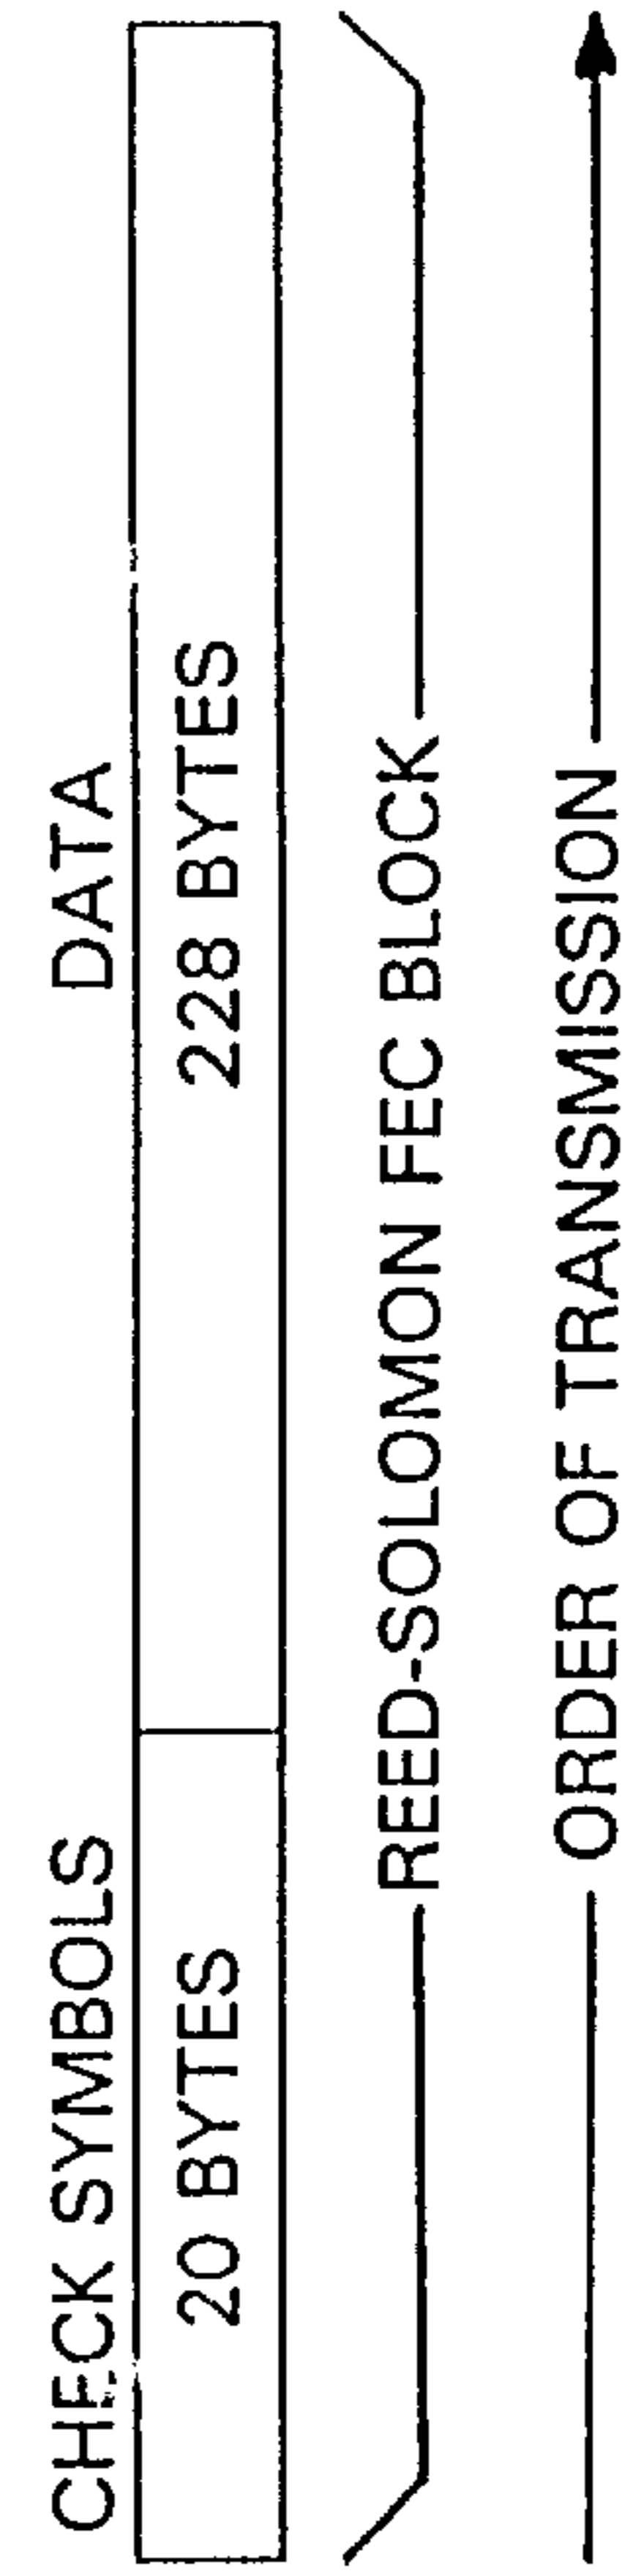 CHECK SYMBOLS DATA
20 BYTES 228 BYTES
REED-SOLOMON FEC BLOCK
ORDER OF TRANSMISSION